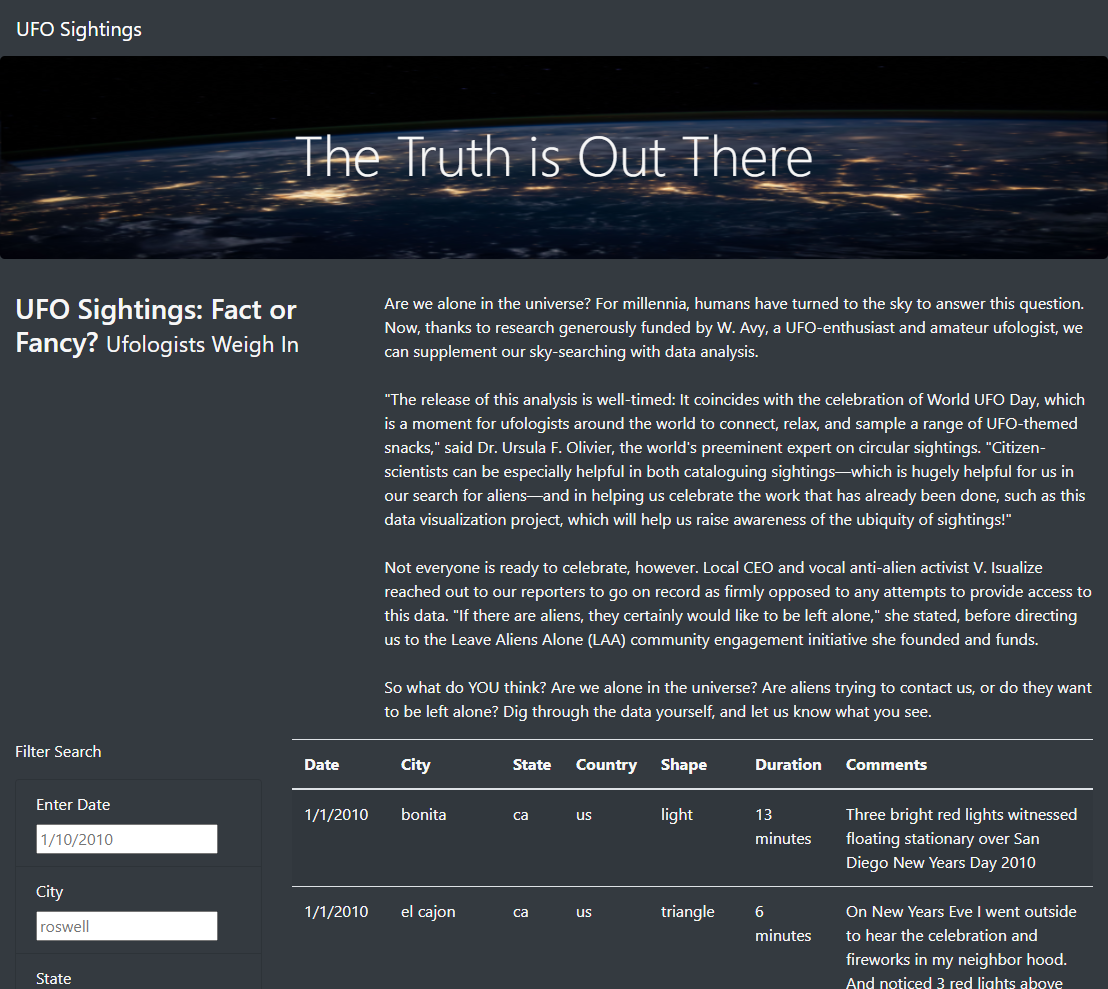 UFO Sightings
The Truth is Out There
UFO Sightings: Fact or
Fancy? Ufologists Weigh In
Are we alone in the universe? For millennia, humans have turned to the sky to answer this question.
Now, thanks to research generously funded by W. Avy, a UFO-enthusiast and amateur ufologist, we
can supplement our sky-searching with data analysis.
"The release of this analysis is well-timed: It coincides with the celebration of World UFO Day, which
is a moment for ufologists around the world to connect, relax, and sample a range of UFO-themed
snacks," said Dr. Ursula F. Olivier, the world's preeminent expert on circular sightings. "Citizen-
scientists can be especially helpful in both cataloguing sightings—which is hugely helpful for us in
our search for aliens—and in helping us celebrate the work that has already been done, such as this
data visualization project, which will help us raise awareness of the ubiquity of sightings!"
Not everyone is ready to celebrate, however. Local CEO and vocal anti-alien activist V. Isualize
reached out to our reporters to go on record as firmly opposed to any attempts to provide access to
this data. "If there are aliens, they certainly would like to be left alone," she stated, before directing
us to the Leave Aliens Alone (LAA) community engagement initiative she founded and funds.
So what do YOU think? Are we alone in the universe? Are aliens trying to contact us, or do they want
to be left alone? Dig through the data yourself, and let us know what you see.
Filter Search
Enter Date
1/10/2010
City
roswell
State
Date City State Country Shape Duration Comments
1/1/2010 bonita ca us light 13 Three bright red lights witnessed
minutes floating stationary over San
Diego New Years Day 2010
1/1/2010 el cajon ca us triangle 6 On New Years Eve I went outside
minutes to hear the celebration and
fireworks in my neighbor hood.
And noticed 3 red lights above